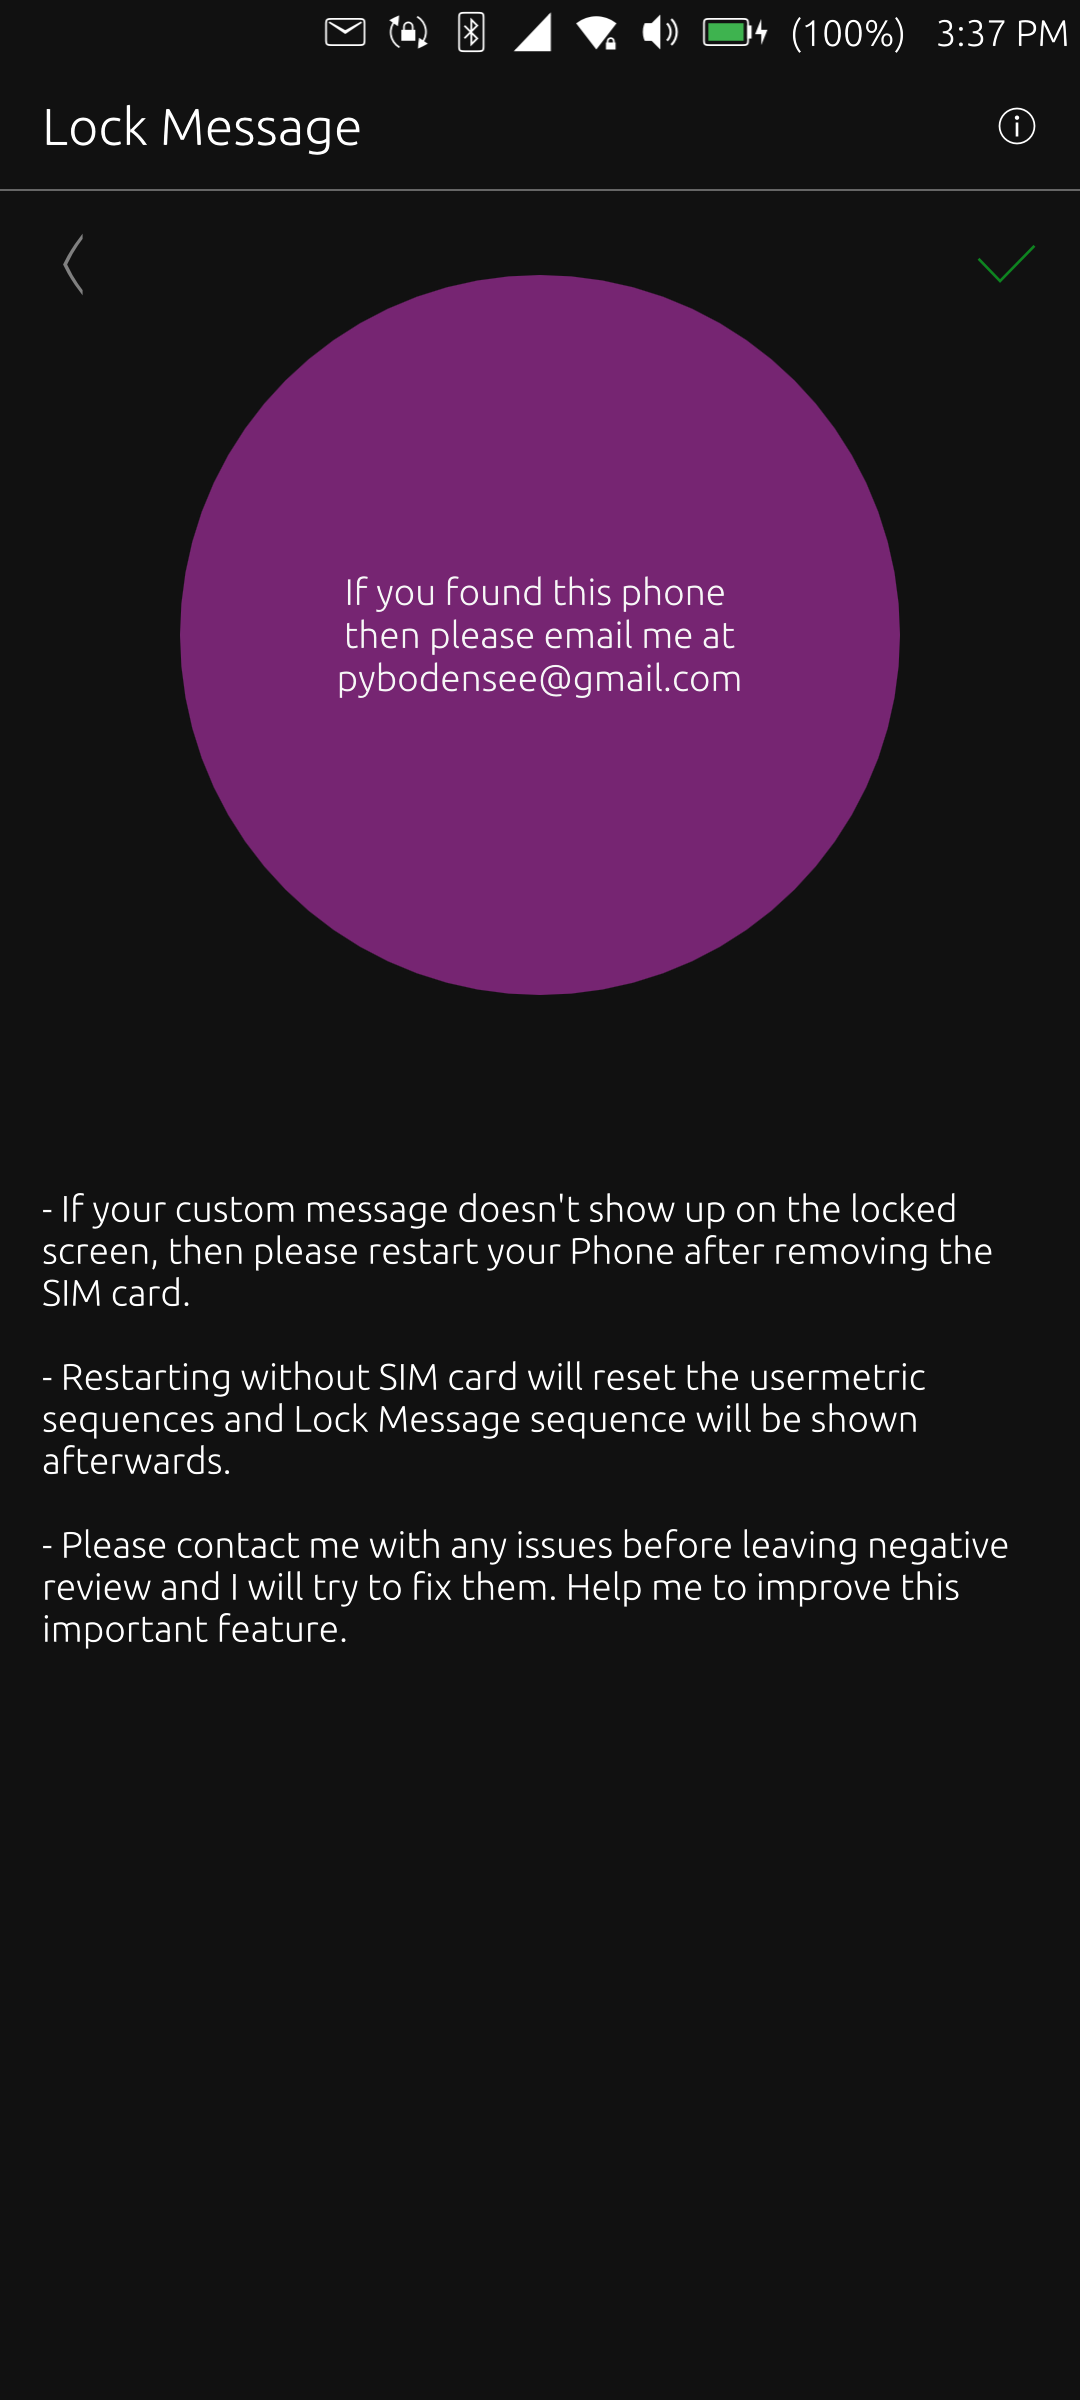 (100%) 3:37 PM
Lock Message
If you found this phone
then please email me at
pybodensee@gmail.com
- If your custom message doesn't show up on the locked
screen, then please restart your Phone after removing the
SIM card.
- Restarting without SIM card will reset the usermetric
sequences and Lock Message sequence will be shown
afterwards.
- Please contact me with any issues before leaving negative
review and I will try to fix them. Help me to improve this
important feature.